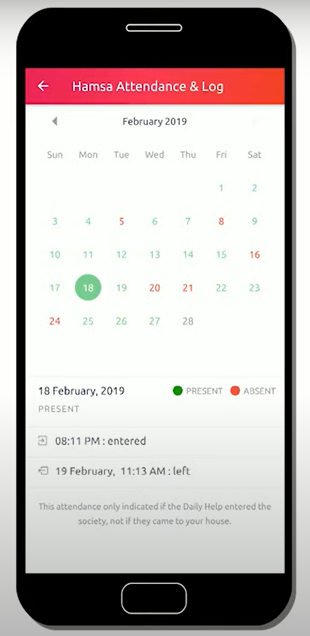 Hamsa Attendance & Log
February 2019
Sun Mon Tue Wed Thu Fri Sat
1 2
3 4 5 6 7 8 9
10 11 12 13 14 15 16
17 18 19 20 21 22 23
24 25 26 27 28
18 February, 2019 PRESENT ABSENT
PRESENT
08:11 PM : entered
19 February, 11:13 AM : left
This attendance only indicated if the Daily Help entered the
society, not if they came to your house.